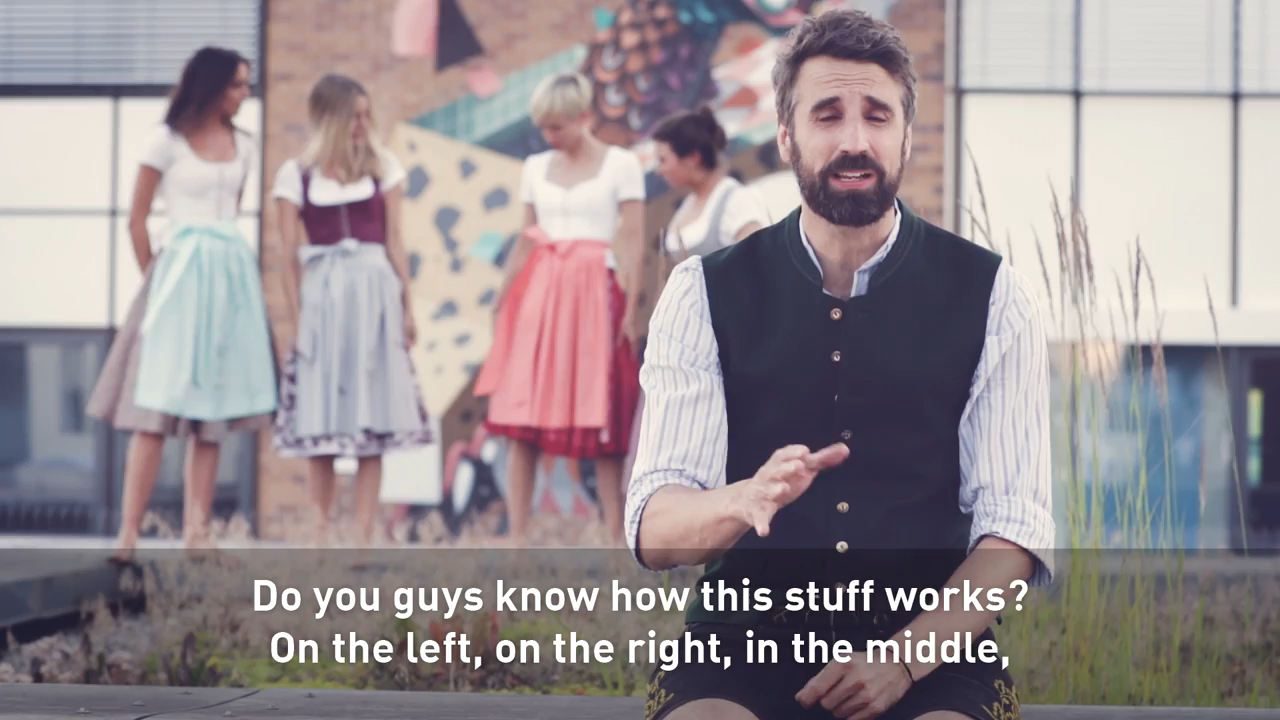 Do you guys know how this stuff works?
On the left, on the right, in the middle,